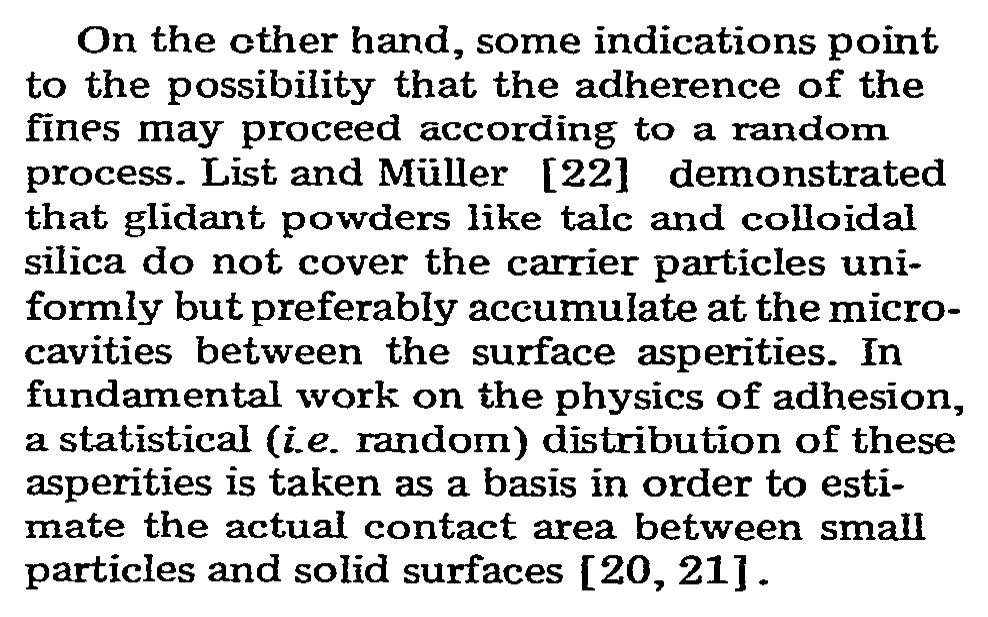 On the other hand, some indications point
to the possibility that the adherence of the
fines may proceed according to a random
process. List and Müller [22] demonstrated
that glidant powders like talc and colloidal
silica do not cover the carrier particles uni-
formly but preferably accumulate at the micro-
cavities between the surface asperities. In
fundamental work on the physics of adhesion,
a statistical (i.e. random) distribution of these
asperities is taken as a basis in order to esti-
mate the actual contact area between small
particles and solid surfaces [20, 21].